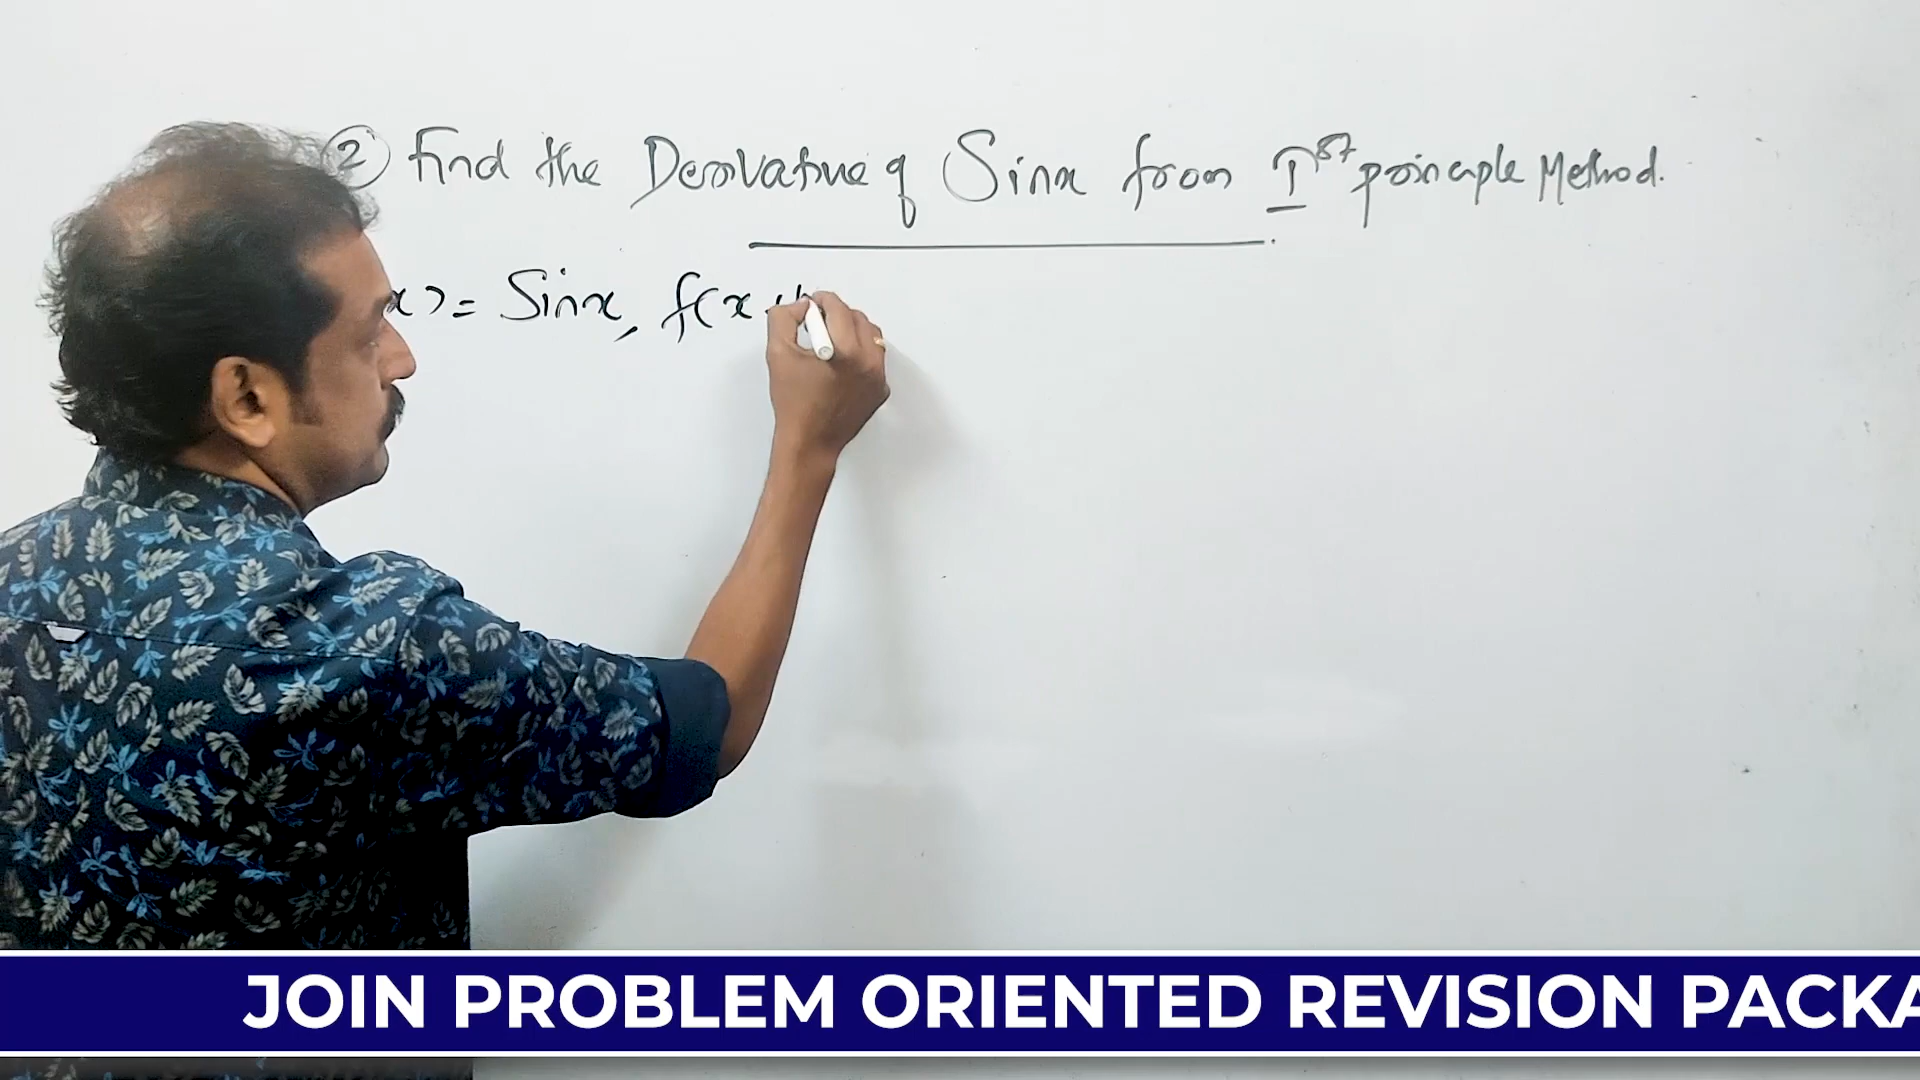 ② Find the Derivative of Sinx from Ist principle Method.
x) = Sinx, f(x +h
JOIN PROBLEM ORIENTED REVISION PACKA